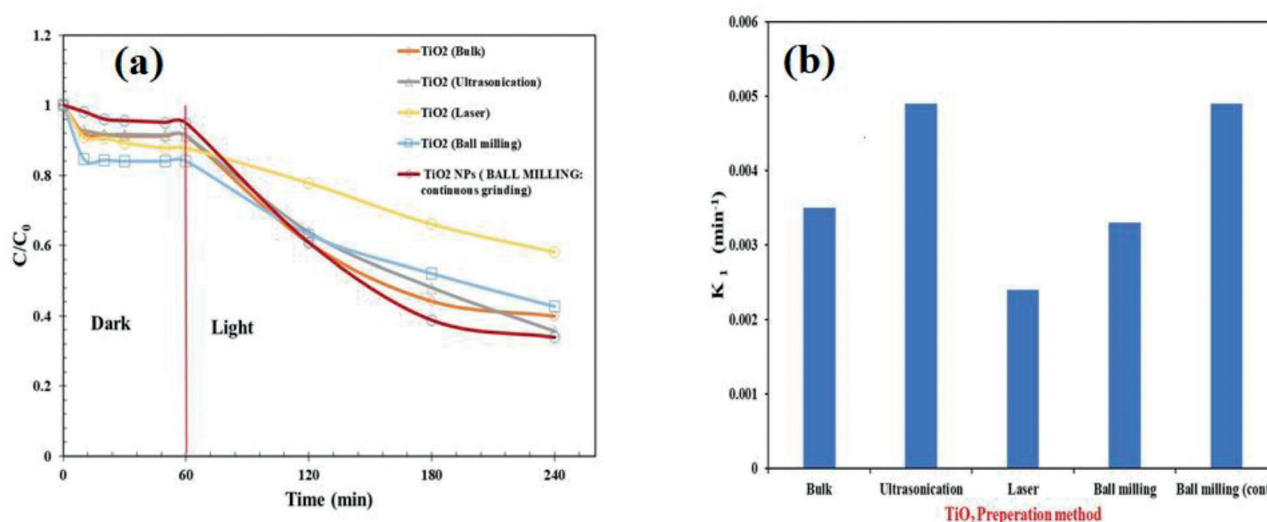 (a)
TiO2 (Bulk)
TiO2 (Ultrasonication)
TiO2 (Laser)
TiO2 (Ball milling)
TiO2 NPs ( BALL MILLING:
continuous grinding)
1.2
1
0.8
0.6
0.4
0.2
0
C/C0
Dark
Light
0 60 120 180 240
Time (min)
(b)
0.006
0.005
0.004
0.003
0.002
0.001
0
K 1 (min-1)
Bulk Ultrasonication Laser Ball milling Ball milling (cont
TiO2 Preperation method